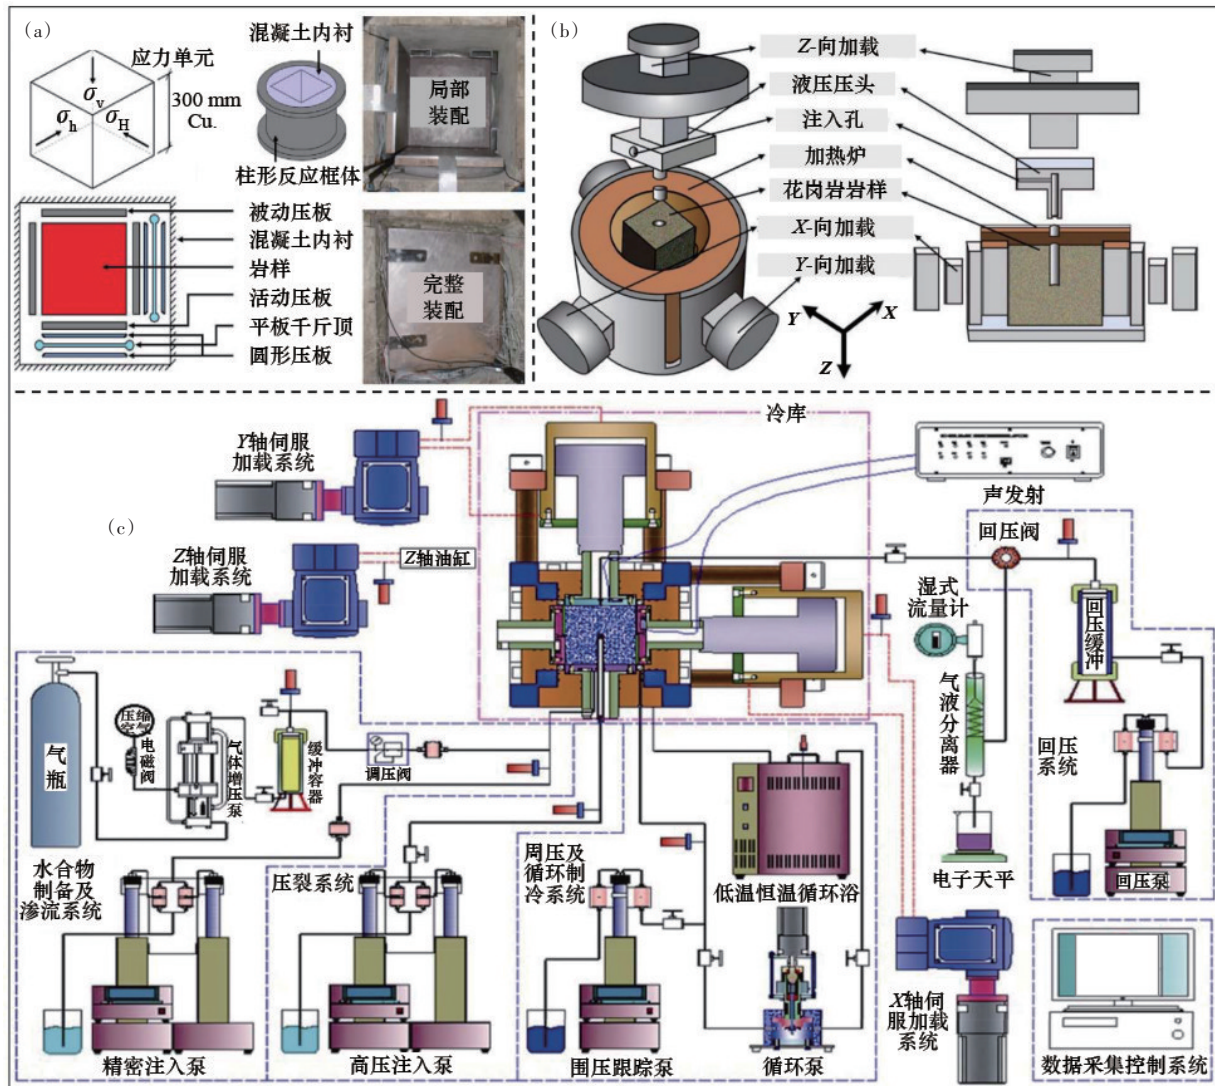 (a)
应力单元
σv
σh
σH
300 mm
Cu.
混凝土内衬
柱形反应框体
局部
装配
被动压板
混凝土内衬
岩样
活动压板
平板千斤顶
圆形压板
完整
装配
(b)
Z-向加载
液压压头
注入孔
加热炉
花岗岩岩样
X-向加载
Y-向加载
Y
X
Z
(c)
Y轴伺服
加载系统
Z轴伺服
加载系统
Z轴油缸
冷库
声发射
回压阀
湿式
流量计
回压缓冲
气液分离器
回压
系统
电子天平
回压泵
气瓶
压缩
空气
电磁阀
气体增压泵
缓冲容器
调压阀
水合物
制备及
渗流系统
精密注入泵
压裂系统
高压注入泵
周压及
循环制
冷系统
围压跟踪泵
低温恒温循环浴
循环泵
X轴伺
服加载
系统
数据采集控制系统